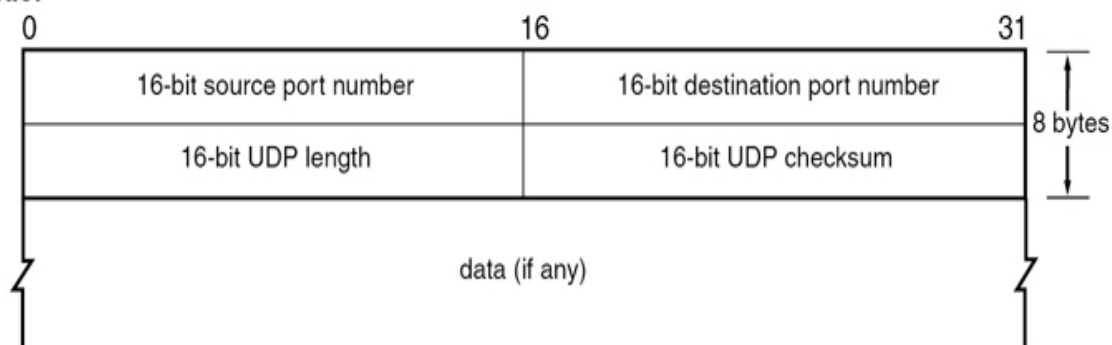 0 16 31
16-bit source port number 16-bit destination port number
8 bytes
16-bit UDP length 16-bit UDP checksum
data (if any)